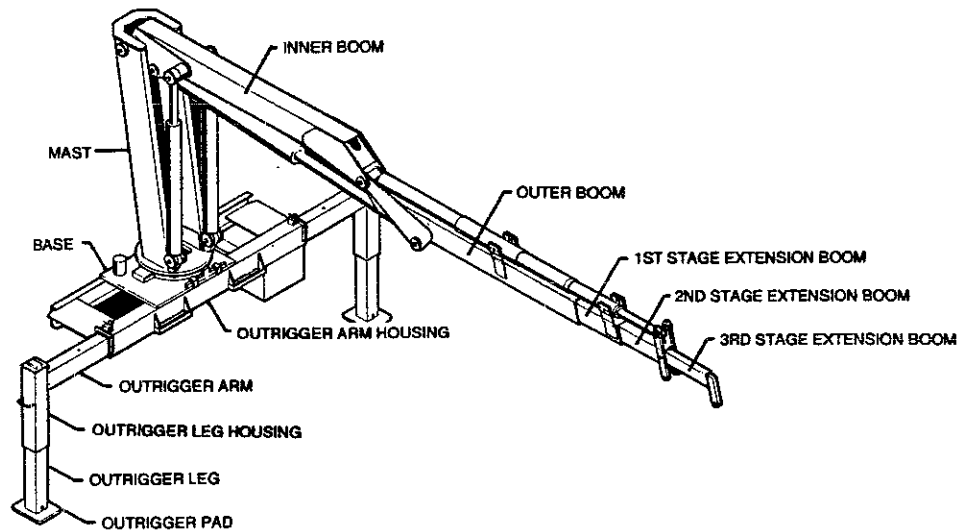 INNER BOOM
MAST
OUTER BOOM
BASE
1ST STAGE EXTENSION BOOM
2ND STAGE EXTENSION BOOM
OUTRIGGER ARM HOUSING
3RD STAGE EXTENSION BOOM
OUTRIGGER ARM
OUTRIGGER LEG HOUSING
OUTRIGGER LEG
OUTRIGGER PAD